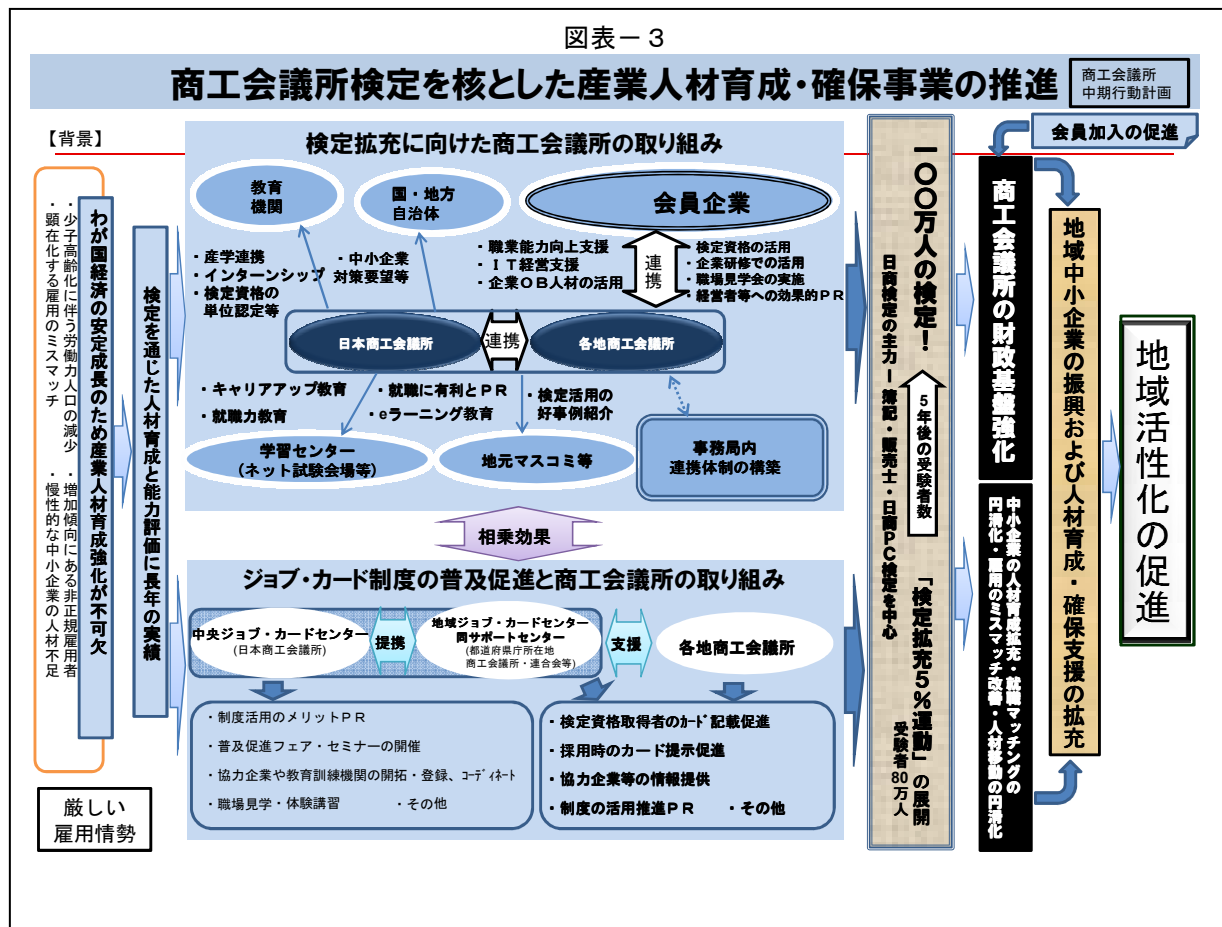 図表－３
商工会議所検定を核とした産業人材育成・確保事業の推進
商工会議所
中期行動計画
【背景】
・少子高齢化に伴う労働力人口の減少
・顕在化する雇用のミスマッチ
・増加傾向にある非正規雇用者
・慢性的な中小企業の人材不足
わが国経済の安定成長のため産業人材育成強化が不可欠
厳しい
雇用情勢
検定を通じた人材育成と能力評価に長年の実績
検定拡充に向けた商工会議所の取り組み
教育
機関
国・地方
自治体
会員企業
・産学連携
・インターンシップ
・検定資格の
単位認定等
・中小企業
対策要望等
・職業能力向上支援
・ＩＴ経営支援
・企業ＯＢ人材の活用
連携
・検定資格の活用
・企業研修での活用
・職場見学会の実施
・経営者等への効果的ＰＲ
日本商工会議所
連携
各地商工会議所
・キャリアアップ教育
・就職力教育
・就職に有利とＰＲ
・eラーニング教育
・検定活用の
好事例紹介
学習センター
（ネット試験会場等）
地元マスコミ等
事務局内
連携体制の構築
相乗効果
ジョブ・カード制度の普及促進と商工会議所の取り組み
中央ジョブ・カードセンター
(日本商工会議所)
提携
地域ジョブ・カードセンター
同サポートセンター
(都道府県庁所在地
商工会議所・連合会等)
支援
各地商工会議所
・制度活用のメリットＰＲ
・普及促進フェア・セミナーの開催
・協力企業や教育訓練機関の開拓・登録、ｺｰﾃﾞｨﾈｰﾄ
・職場見学・体験講習　・その他
・検定資格取得者のｶｰﾄﾞ記載促進
・採用時のカード提示促進
・協力企業等の情報提供
・制度の活用推進ＰＲ　・その他
一〇〇万人の検定！
日商検定の主力ー簿記・販売士・日商ＰＣ検定を中心
５年後の受験者数
「検定拡充５％運動」の展開
受験者80万人
会員加入の促進
商工会議所の財政基盤強化
中小企業の人材育成拡充・就職マッチングの
円滑化・雇用のミスマッチ改善・人材移動の円滑化
地域中小企業の振興および人材育成・確保支援の拡充
地域活性化の促進